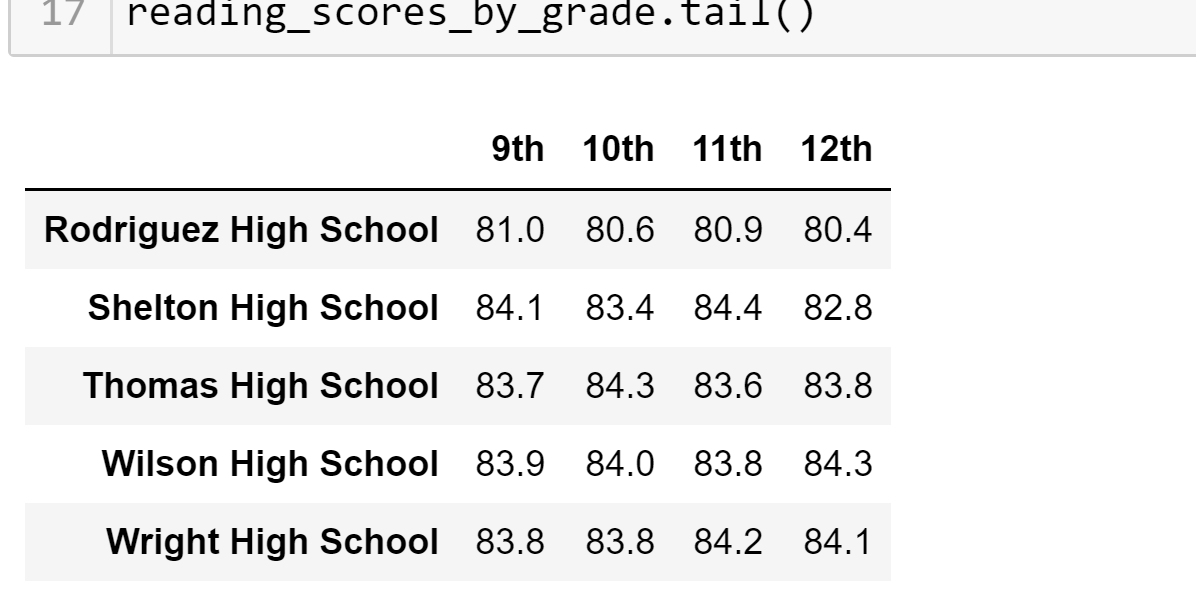 17 reading_scores_by_grade.tail()
9th 10th 11th 12th
Rodriguez High School 81.0 80.6 80.9 80.4
Shelton High School 84.1 83.4 84.4 82.8
Thomas High School 83.7 84.3 83.6 83.8
Wilson High School 83.9 84.0 83.8 84.3
Wright High School 83.8 83.8 84.2 84.1